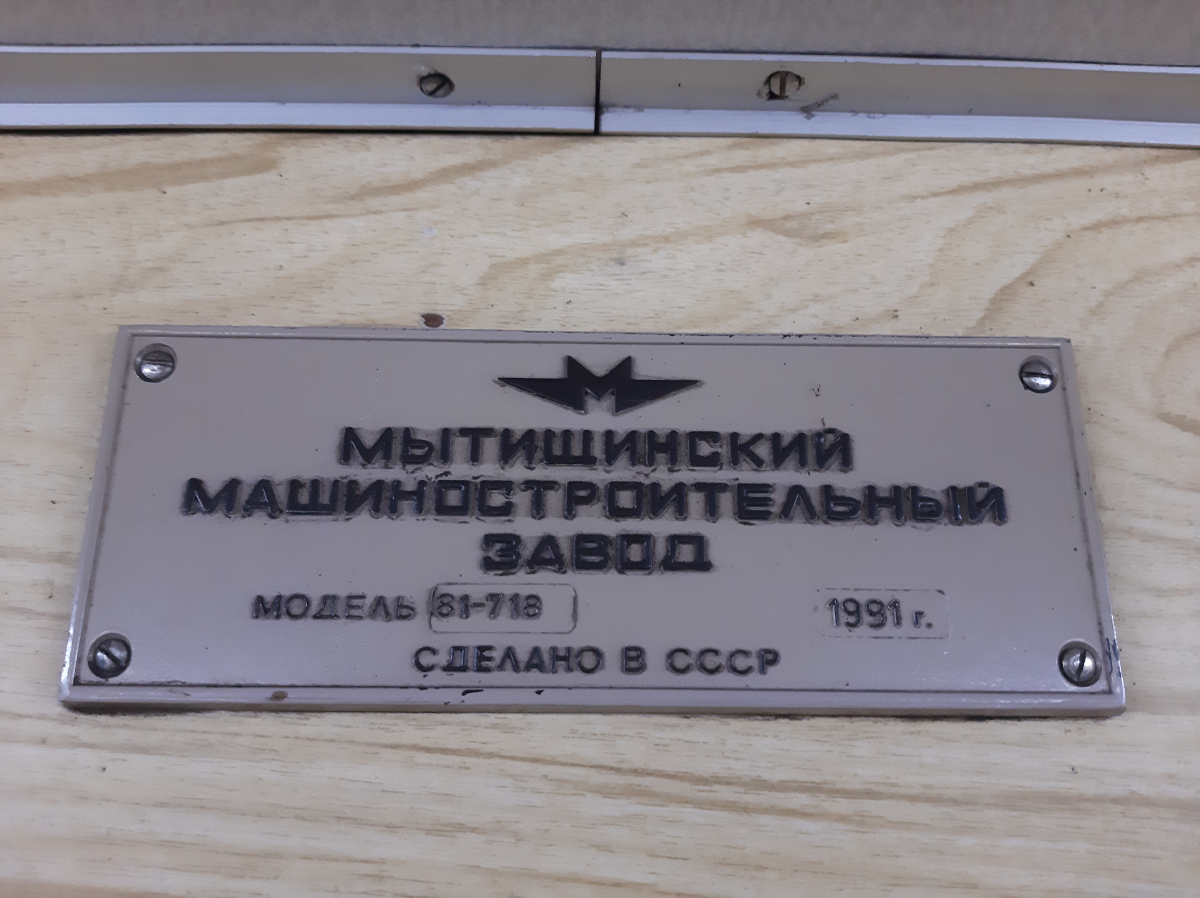 МЫТИЩИНСКИЙ
МАШИНОСТРОИТЕЛЬНЫЙ
ЗАВОД
МОДЕЛЬ 81-718 1991 г.
СДЕЛАНО В СССР